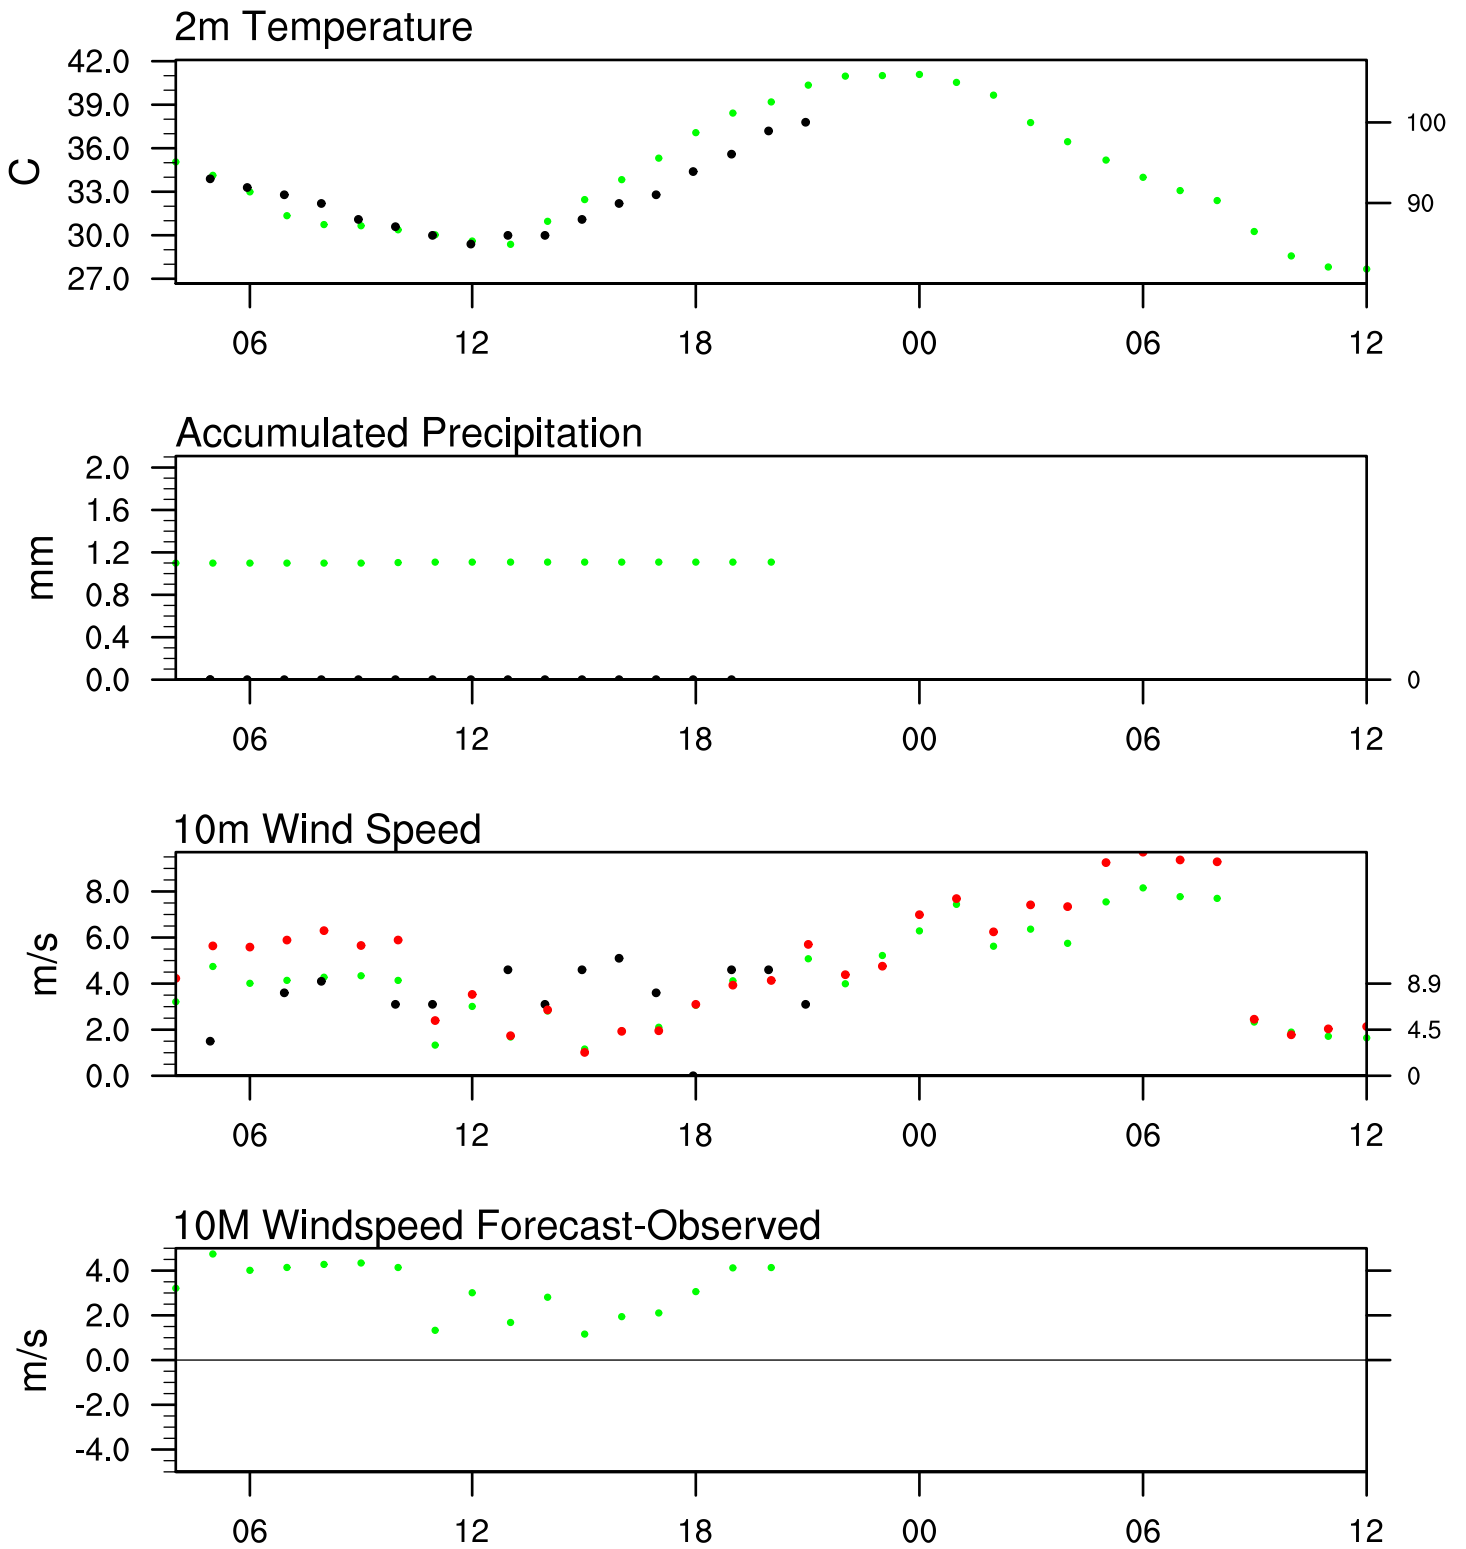 2m Temperature
42.0
39.0
36.0
33.0
30.0
27.0
C
100
90
06 12 18 00 06 12
Accumulated Precipitation
2.0
1.6
1.2
0.8
0.4
0.0
mm
0
06 12 18 00 06 12
10m Wind Speed
8.0
6.0
4.0
2.0
0.0
m/s
8.9
4.5
0
06 12 18 00 06 12
10M Windspeed Forecast-Observed
4.0
2.0
0.0
-2.0
-4.0
m/s
06 12 18 00 06 12